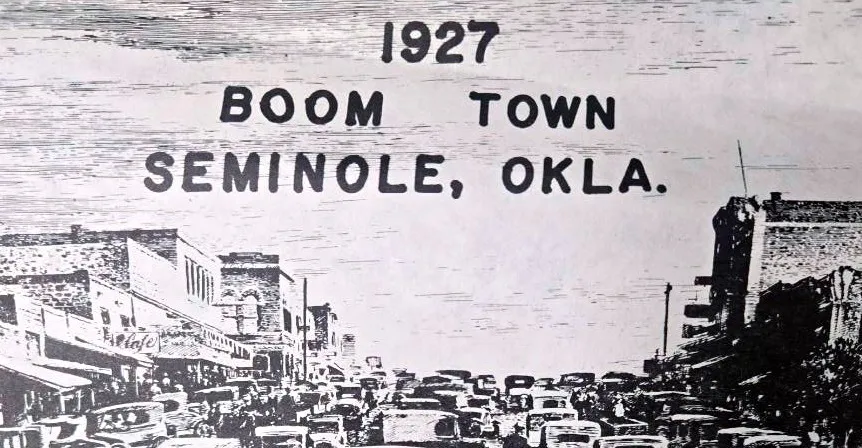 1927
BOOM TOWN
SEMINOLE, OKLA.
Cafe